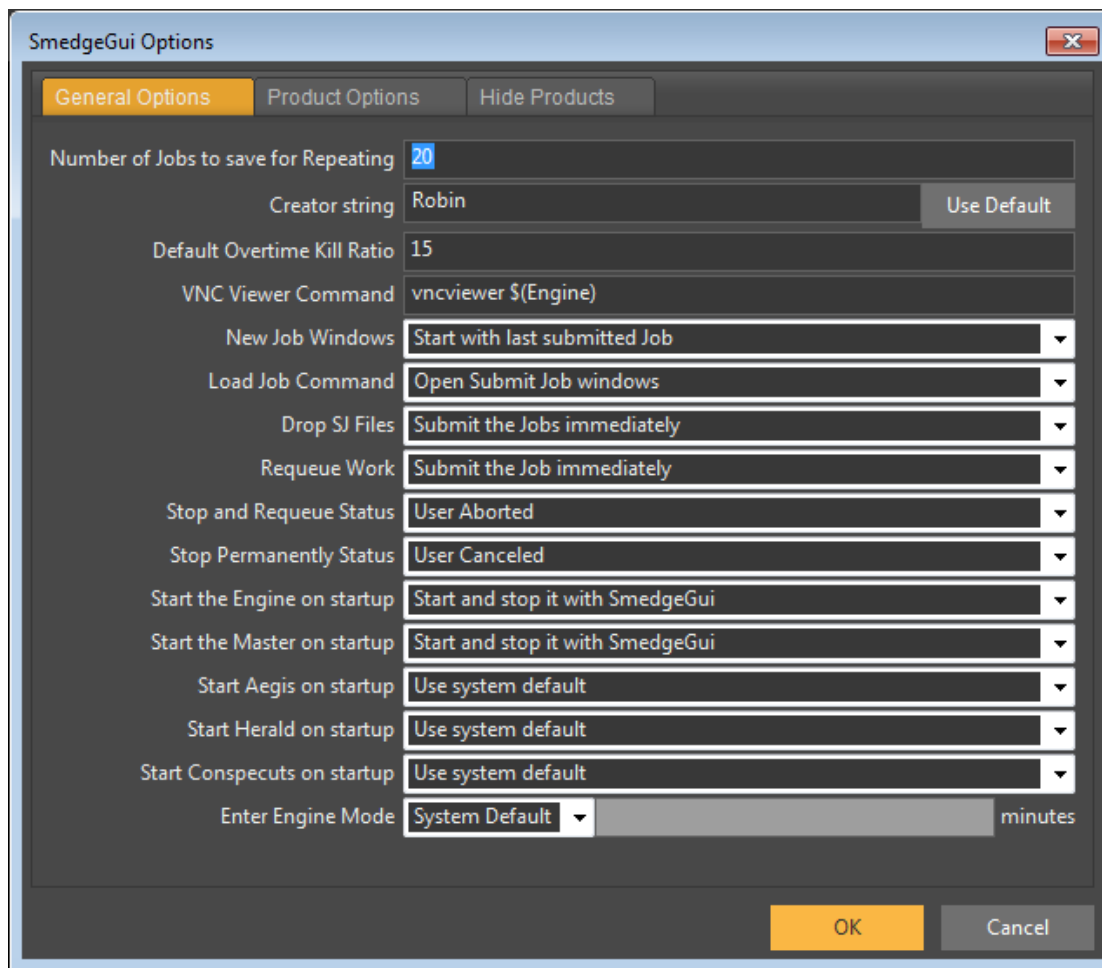 SmedgeGui Options
General Options Product Options Hide Products
Number of Jobs to save for Repeating 20
Creator string Robin Use Default
Default Overtime Kill Ratio 15
VNC Viewer Command vncviewer $(Engine)
New Job Windows Start with last submitted Job
Load Job Command Open Submit Job windows
Drop SJ Files Submit the Jobs immediately
Requeue Work Submit the Job immediately
Stop and Requeue Status User Aborted
Stop Permanently Status User Canceled
Start the Engine on startup Start and stop it with SmedgeGui
Start the Master on startup Start and stop it with SmedgeGui
Start Aegis on startup Use system default
Start Herald on startup Use system default
Start Conspecuts on startup Use system default
Enter Engine Mode System Default minutes
OK Cancel